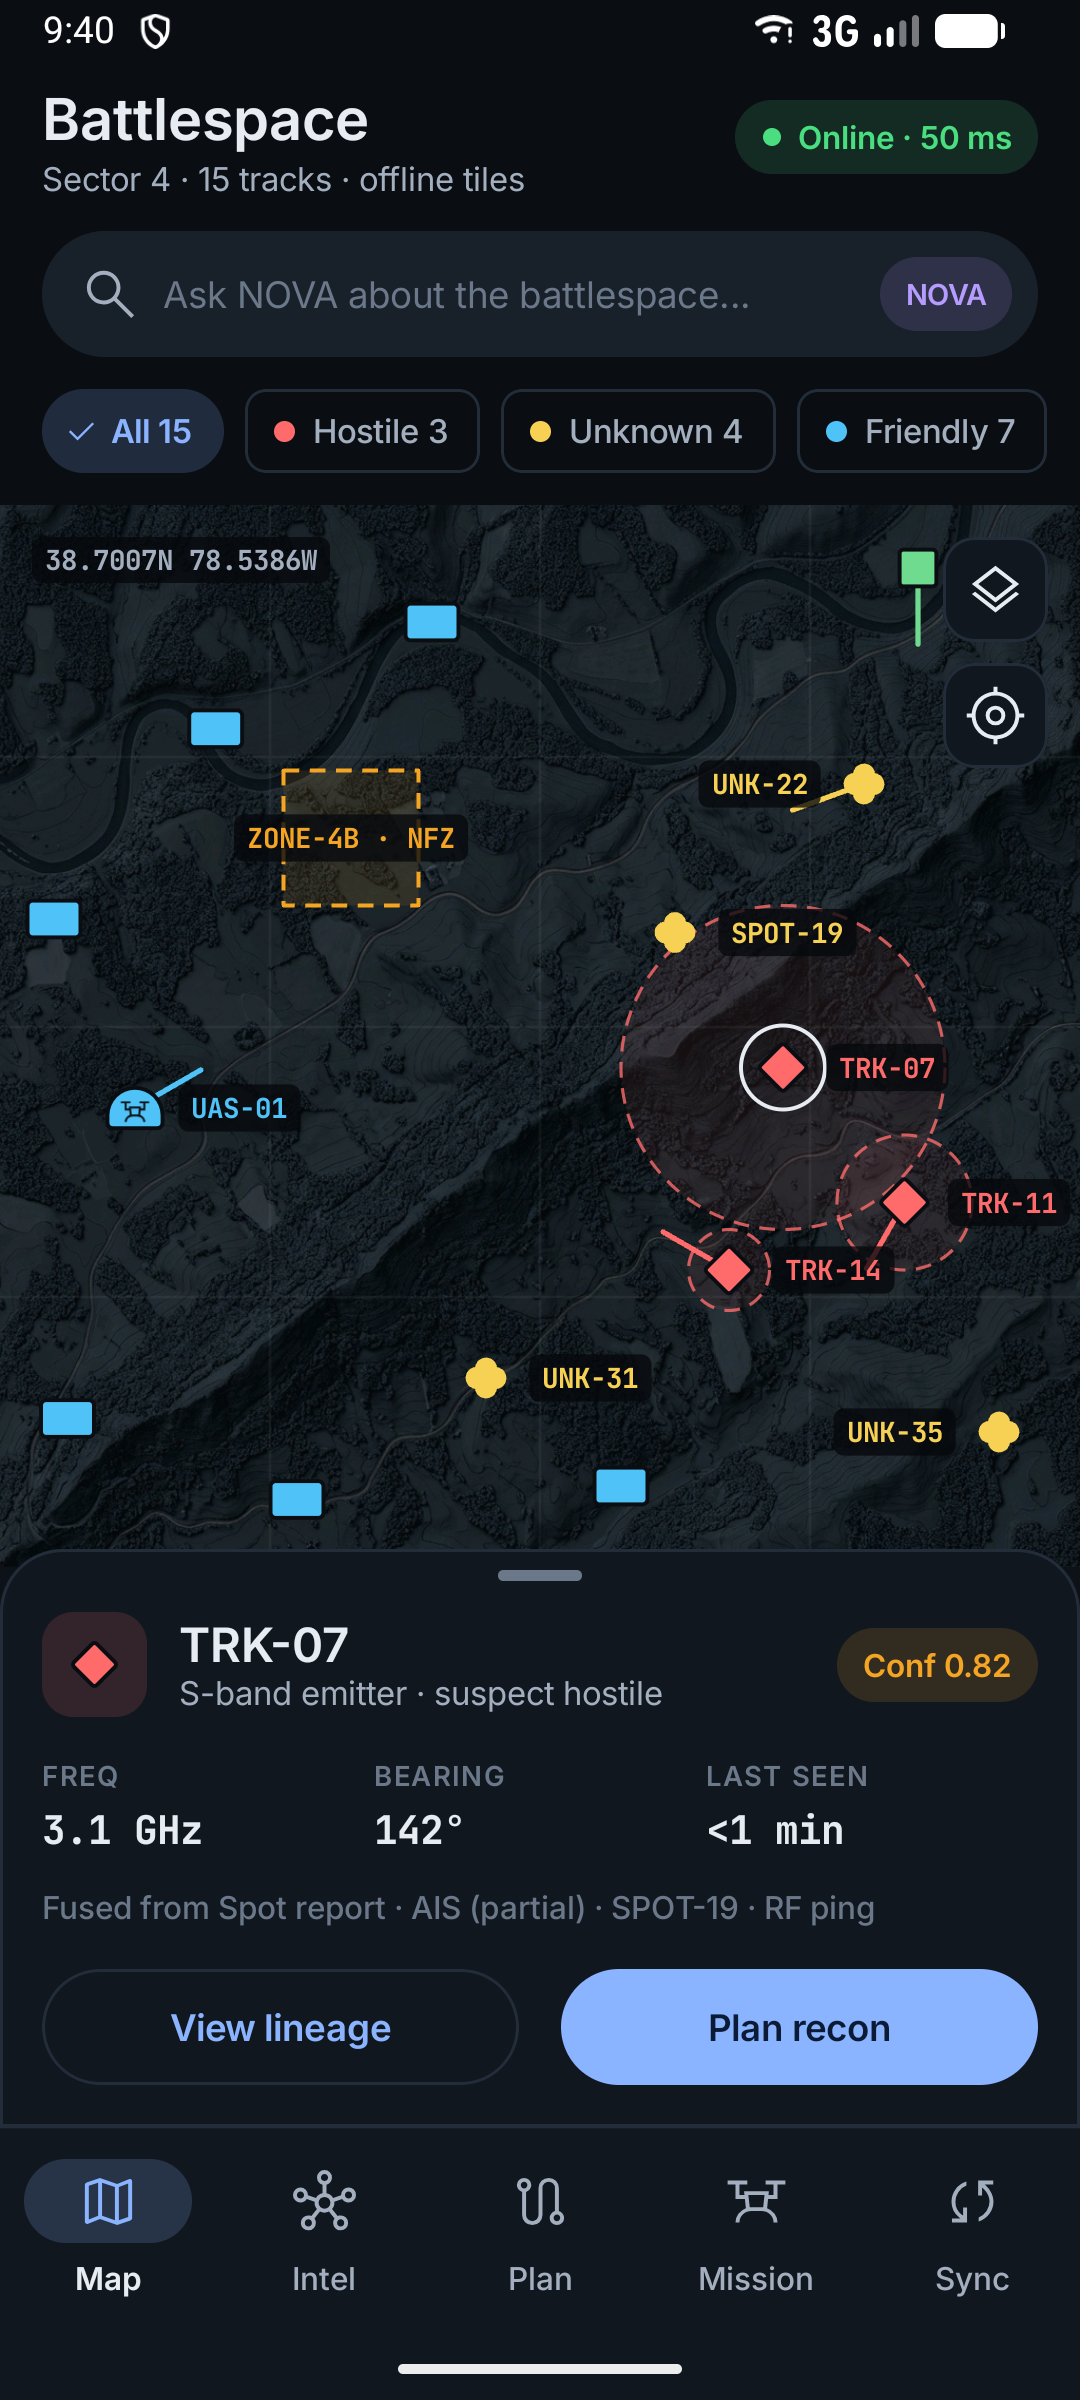 9:40
3G
Battlespace
Online · 50 ms
Sector 4 · 15 tracks · offline tiles
Ask NOVA about the battlespace...
NOVA
All 15
Hostile 3
Unknown 4
Friendly 7
38.7007N 78.5386W
UNK-22
ZONE-4B · NFZ
SPOT-19
TRK-07
UAS-01
TRK-11
TRK-14
UNK-31
UNK-35
TRK-07
Conf 0.82
S-band emitter · suspect hostile
FREQ
BEARING
LAST SEEN
3.1 GHz
142°
<1 min
Fused from Spot report · AIS (partial) · SPOT-19 · RF ping
View lineage
Plan recon
Map
Intel
Plan
Mission
Sync